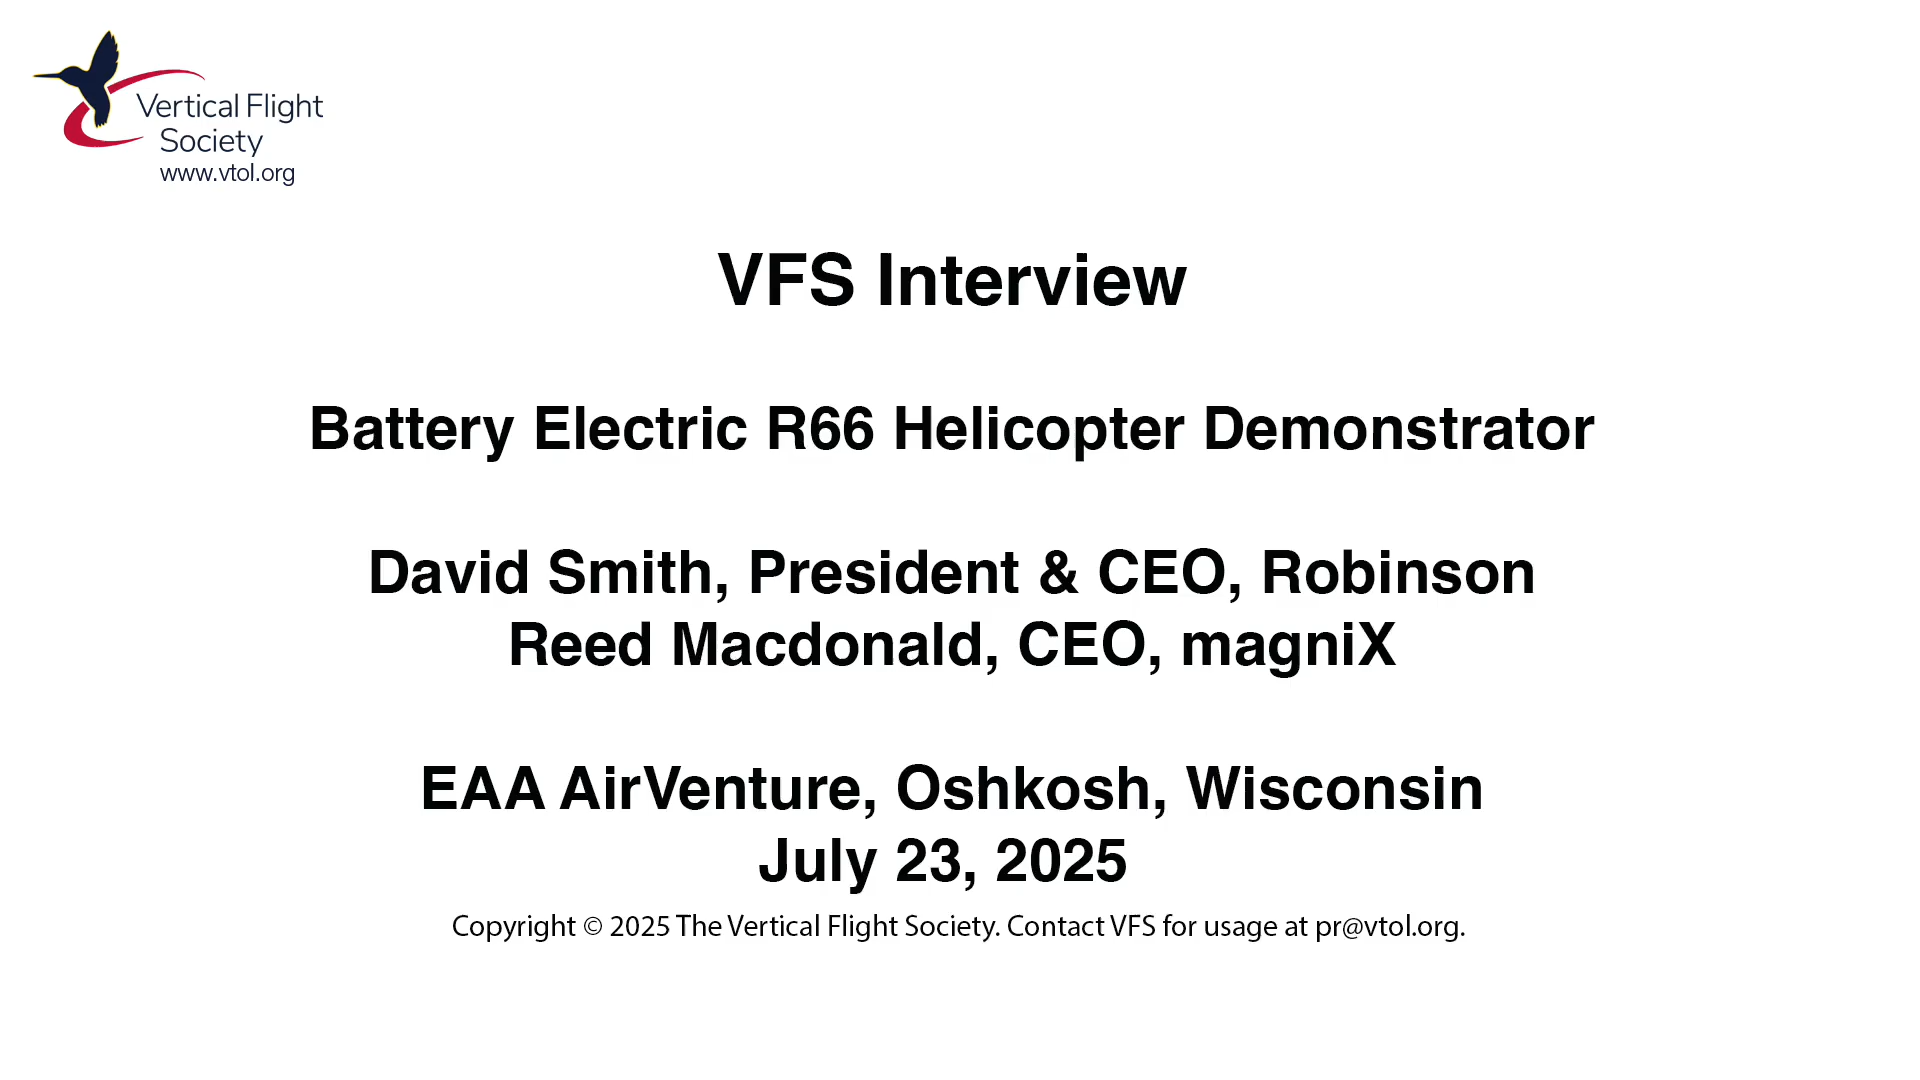 Vertical Flight
Society
www.vtol.org
VFS Interview
Battery Electric R66 Helicopter Demonstrator
David Smith, President & CEO, Robinson
Reed Macdonald, CEO, magniX
EAA AirVenture, Oshkosh, Wisconsin
July 23, 2025
Copyright © 2025 The Vertical Flight Society. Contact VFS for usage at pr@vtol.org.